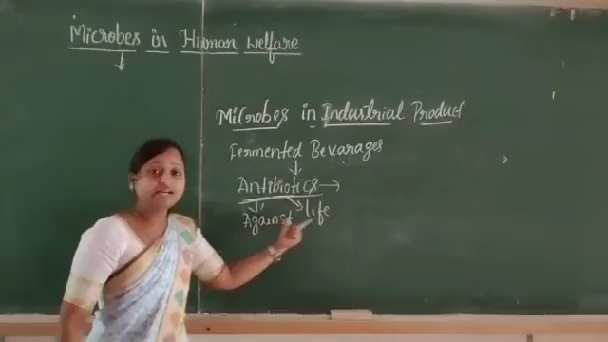 Microbes in Human welfare
Microbes in Industrial Product
Fermented Bevarages
Antibiotics
Against life